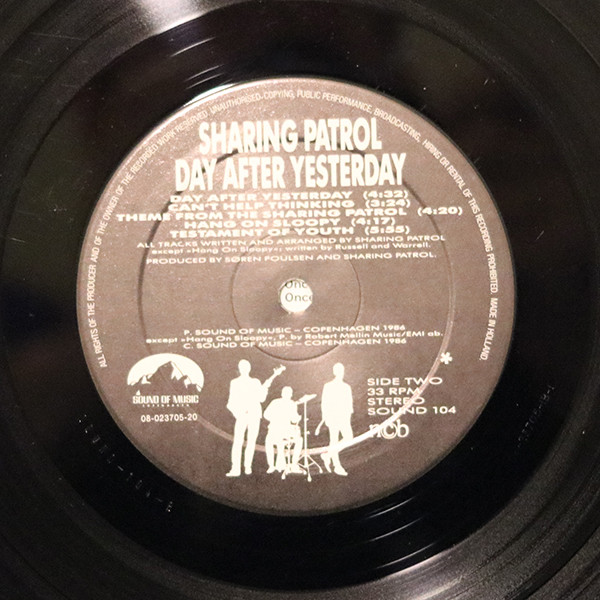 ALL RIGHTS OF THE PRODUCER AND OF THE OWNER OF THE RECORDED WORK RESERVED. UNAUTHORISED COPYING, PUBLIC PERFORMANCE, BROADCASTING, HIRING OR RENTAL OF THIS RECORDING PROHIBITED. MADE IN HOLLAND.
SHARING PATROL
DAY AFTER YESTERDAY
DAY AFTER YESTERDAY (4:32)
CAN'T HELP THINKING (3:24)
THEME FROM THE SHARING PATROL (4:20)
HANG ON SLOOPY (4:17)
TESTAMENT OF YOUTH (5:55)
ALL TRACKS WRITTEN AND ARRANGED BY SHARING PATROL
except »Hang On Sloopy«; written by Russell and Worrell.
PRODUCED BY SØREN POULSEN AND SHARING PATROL.
Once
P. SOUND OF MUSIC – COPENHAGEN 1986
except »Hang On Sloopy«, P. by Robert Mellin Music/EMI ab.
C. SOUND OF MUSIC – COPENHAGEN 1986
SOUND OF MUSIC
COPENHAGEN
08-023705-20
*
SIDE TWO
33 RPM
STEREO
SOUND 104
ncb